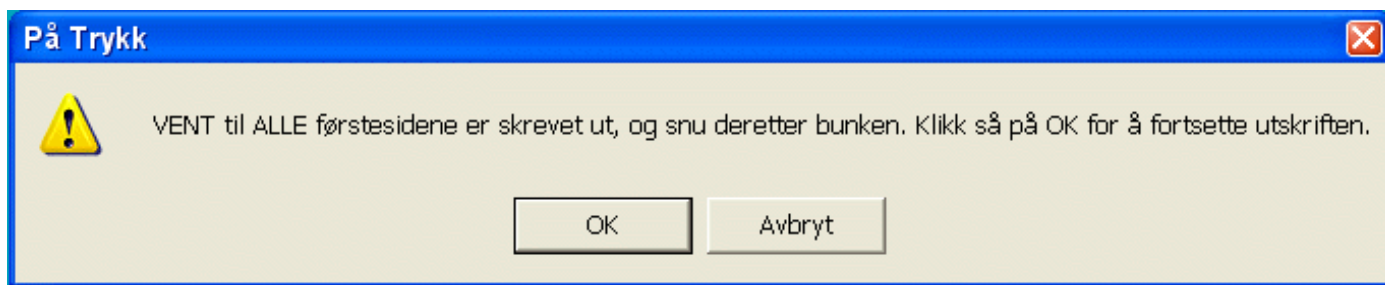 På Trykk
VENT til ALLE førstesidene er skrevet ut, og snu deretter bunken. Klikk så på OK for å fortsette utskriften.
OK
Avbryt